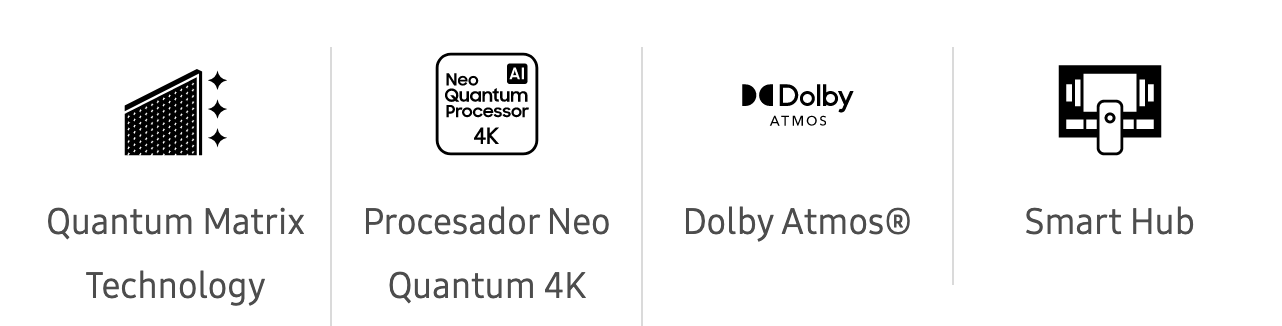 Neo
AI
Quantum
Processor
4K
Dolby
ATMOS
Quantum Matrix
Technology
Procesador Neo
Quantum 4K
Dolby Atmos®
Smart Hub